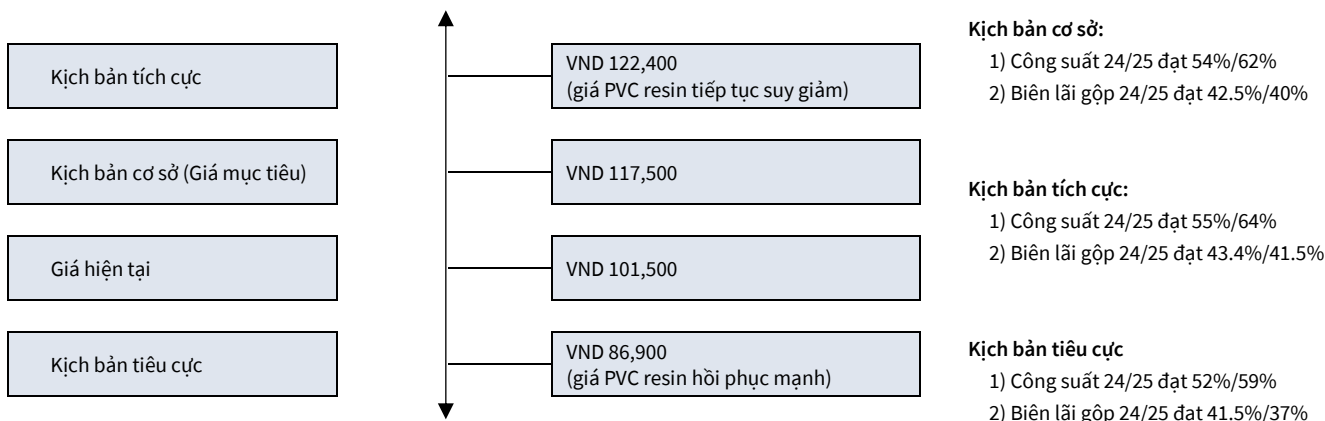 Kịch bản tích cực
VND 122,400
(giá PVC resin tiếp tục suy giảm)
Kịch bản cơ sở (Giá mục tiêu)
VND 117,500
Giá hiện tại
VND 101,500
Kịch bản tiêu cực
VND 86,900
(giá PVC resin hồi phục mạnh)
Kịch bản cơ sở:
1) Công suất 24/25 đạt 54%/62%
2) Biên lãi gộp 24/25 đạt 42.5%/40%
Kịch bản tích cực:
1) Công suất 24/25 đạt 55%/64%
2) Biên lãi gộp 24/25 đạt 43.4%/41.5%
Kịch bản tiêu cực
1) Công suất 24/25 đạt 52%/59%
2) Biên lãi gộp 24/25 đạt 41.5%/37%